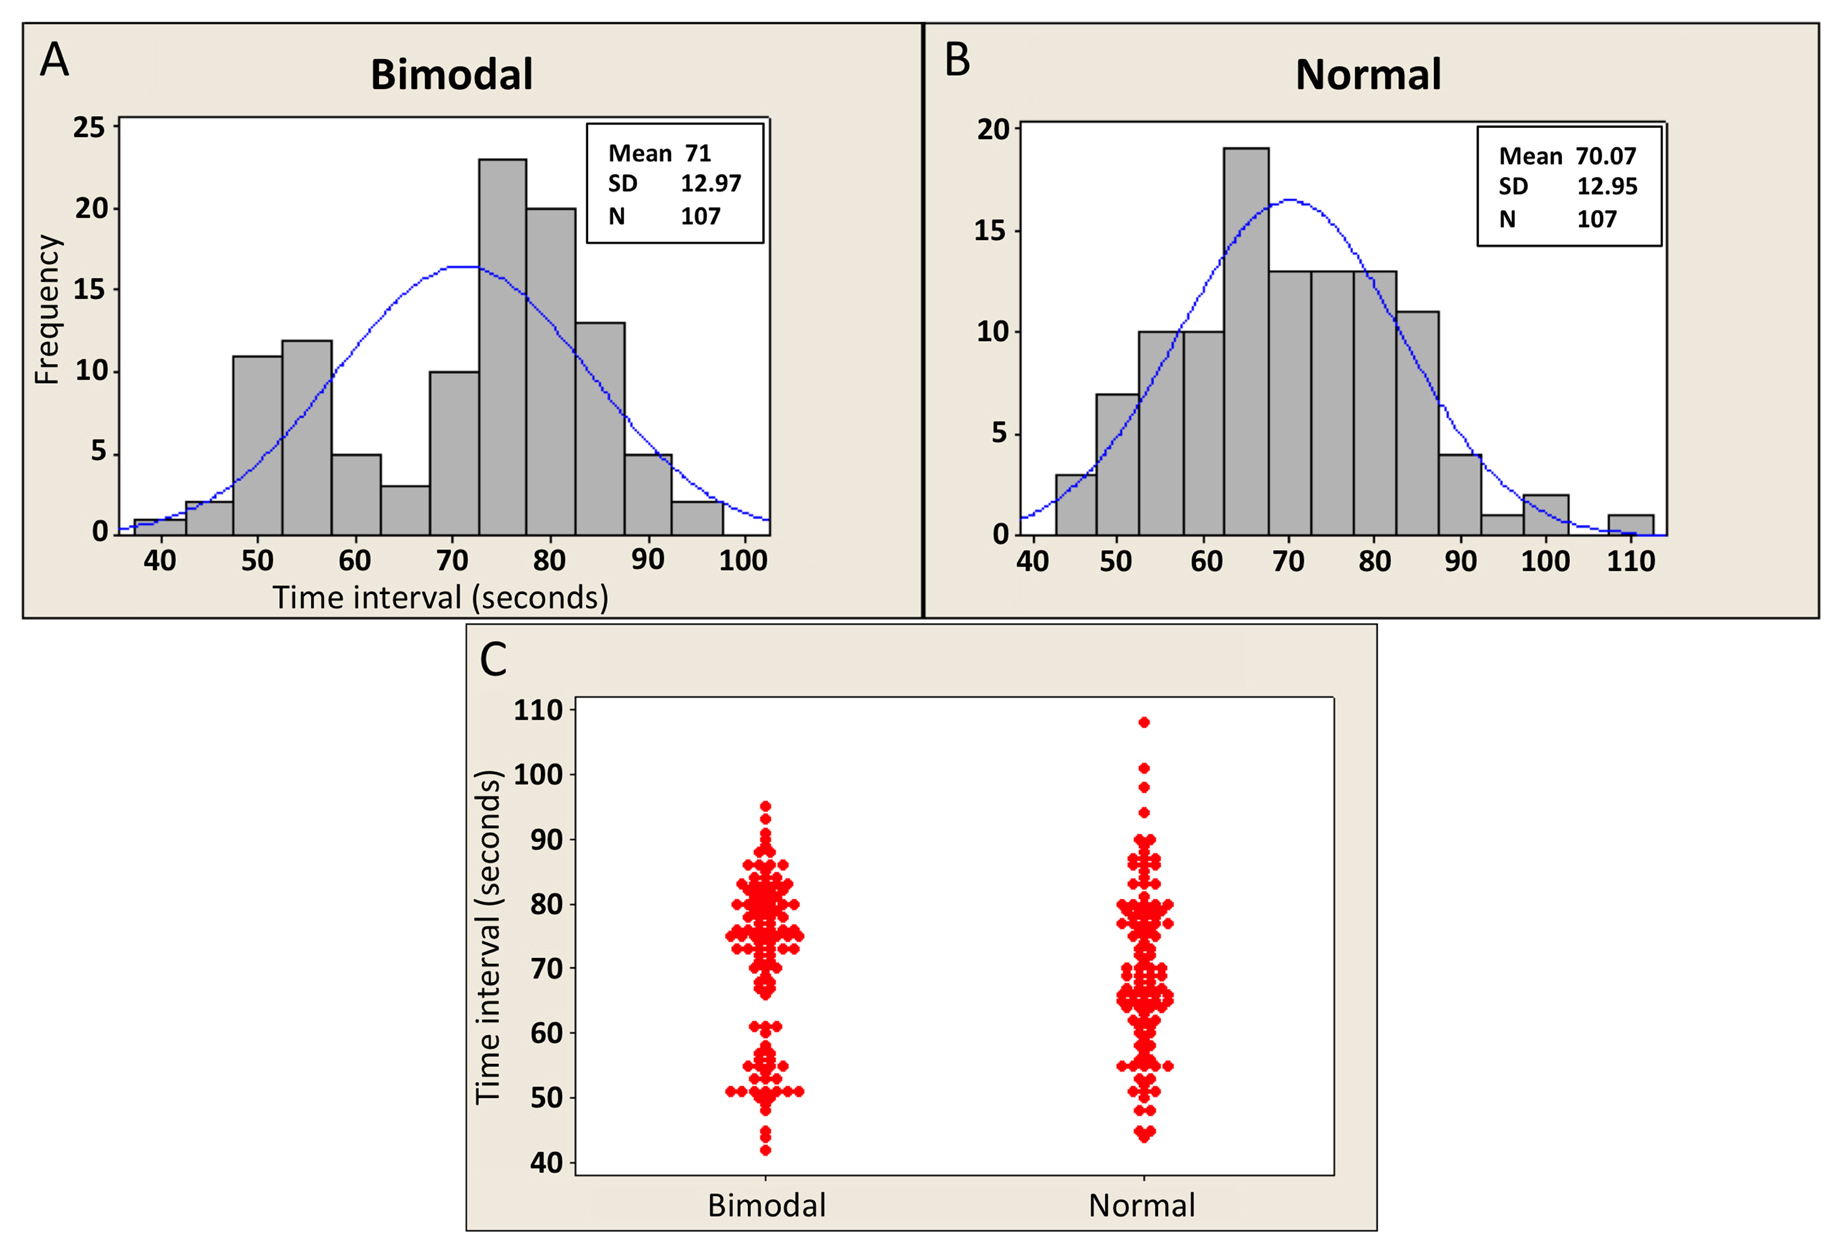 A
Bimodal
25
20
15
10
5
0
Frequency
Mean 71
SD 12.97
N 107
40 50 60 70 80 90 100
Time interval (seconds)
B
Normal
20
15
10
5
0
Mean 70.07
SD 12.95
N 107
40 50 60 70 80 90 100 110
C
110
100
90
80
70
60
50
40
Time interval (seconds)
Bimodal Normal